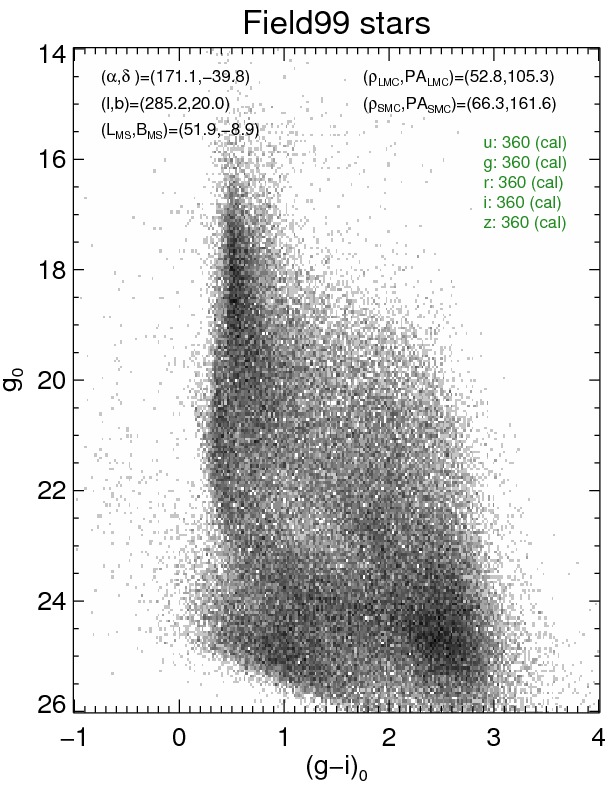 Field99 stars
(α,δ)=(171.1,−39.8)
(ρLMC,PALMC)=(52.8,105.3)
(l,b)=(285.2,20.0)
(ρSMC,PASMC)=(66.3,161.6)
(LMS,BMS)=(51.9,−8.9)
u: 360 (cal)
g: 360 (cal)
r: 360 (cal)
i: 360 (cal)
z: 360 (cal)
14
16
18
20
22
24
26
g0
−1 0 1 2 3 4
(g−i)0